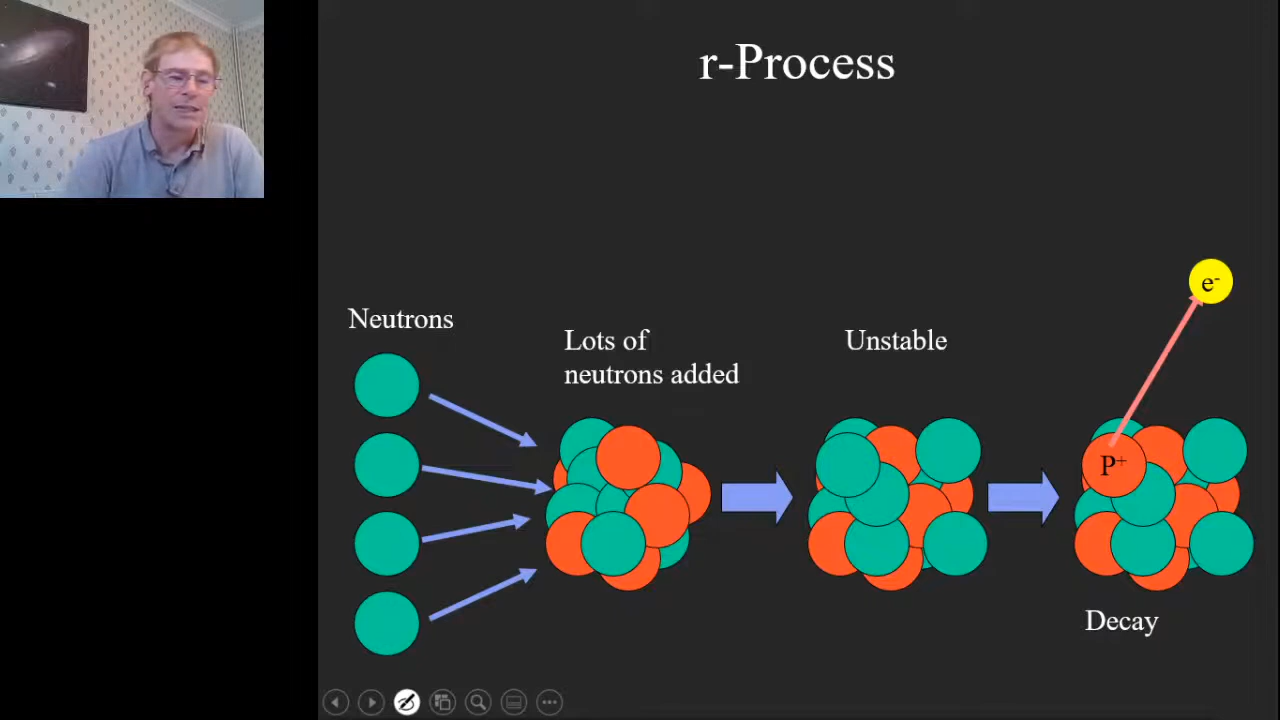 r-Process
Neutrons
Lots of
neutrons added
Unstable
e-
P+
Decay